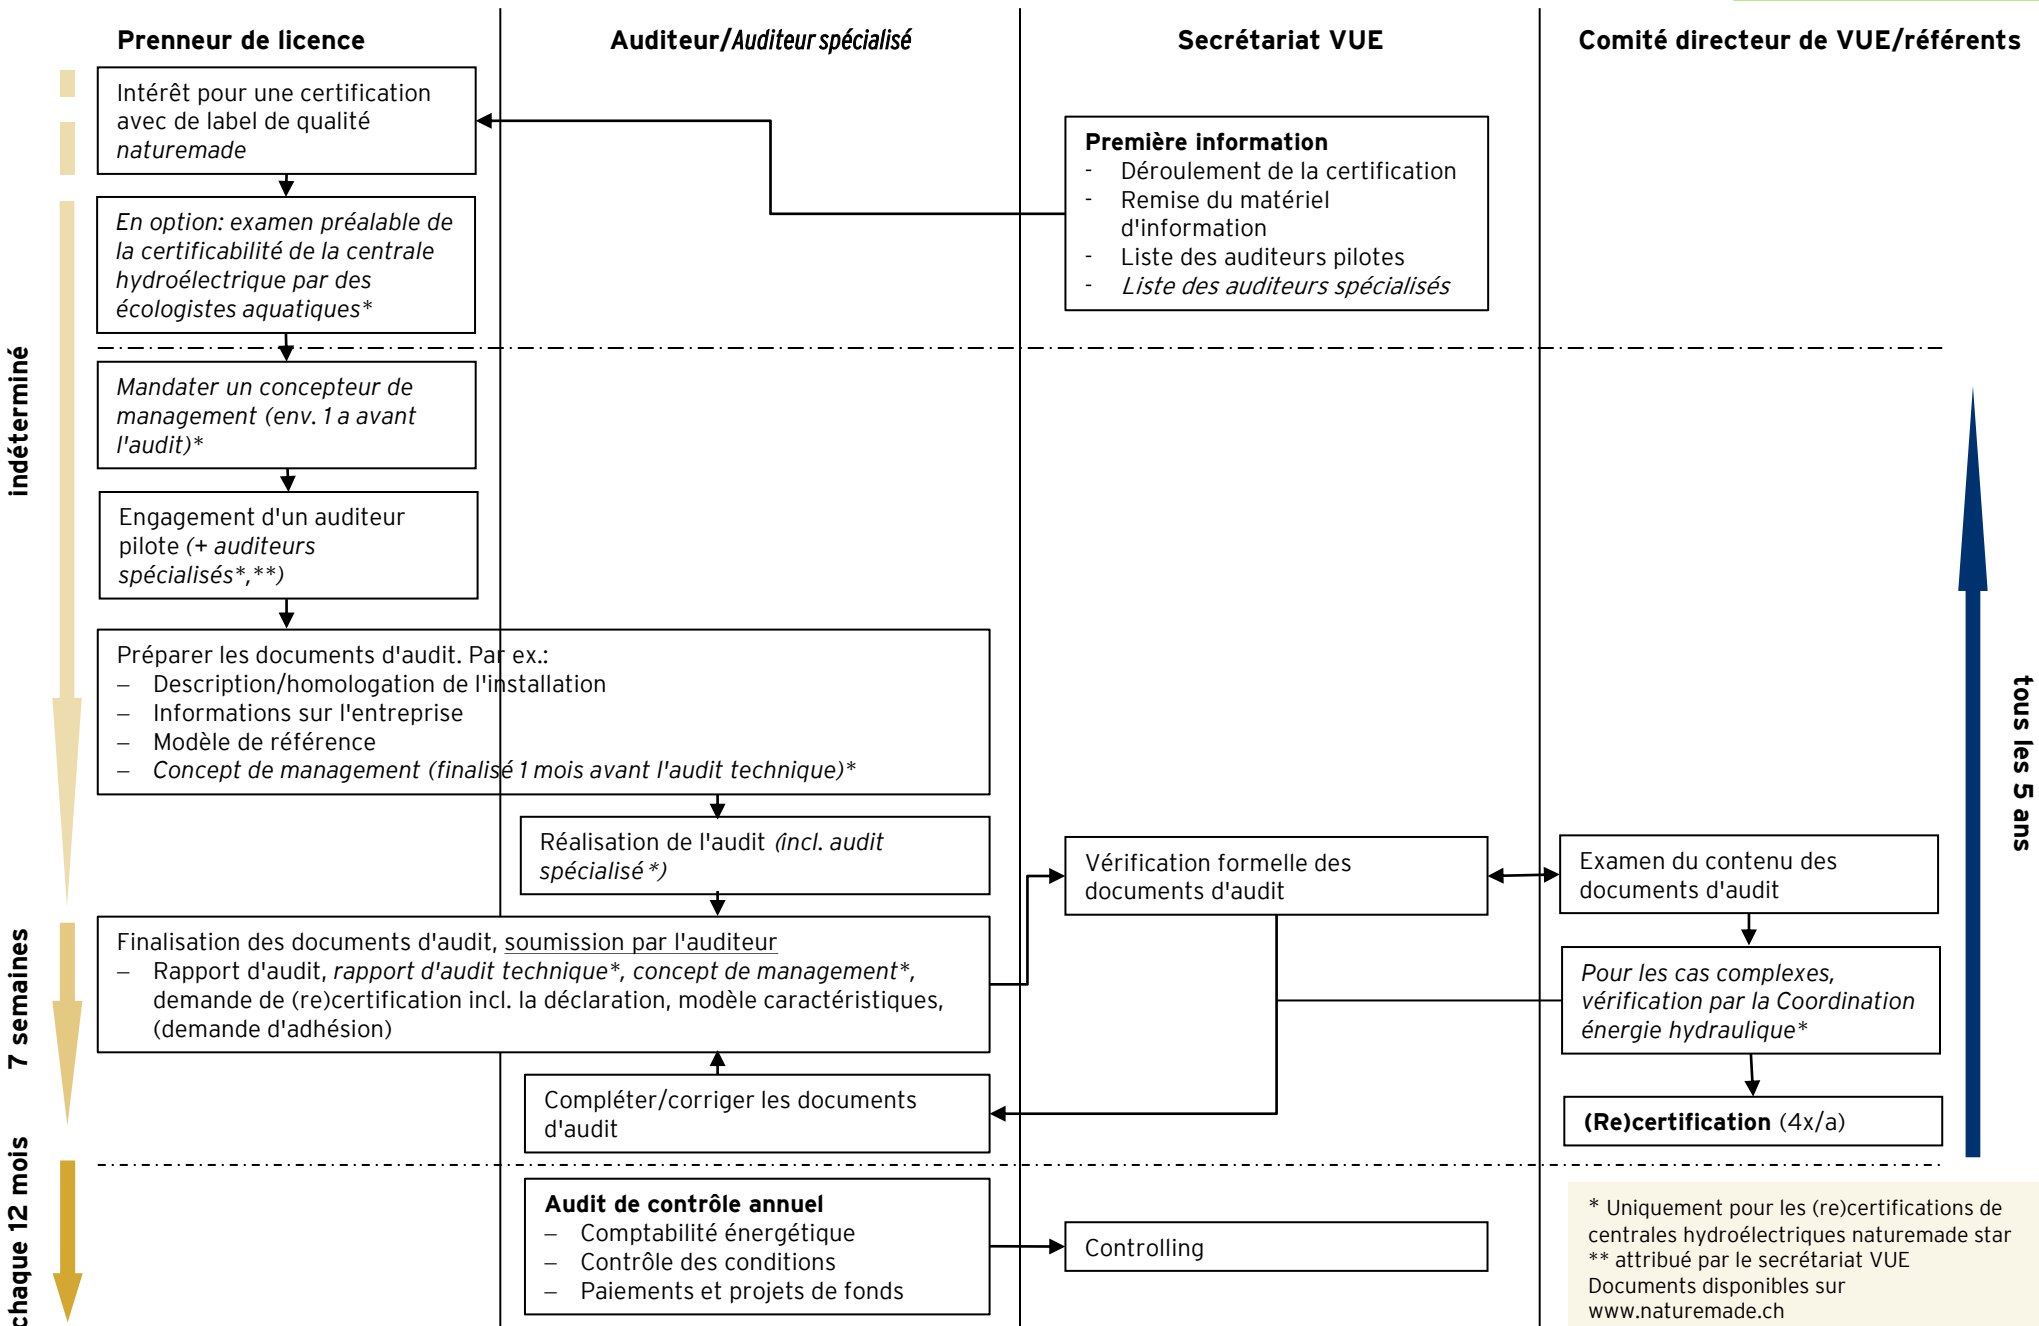 Prenneur de licence
Auditeur/Auditeur spécialisé
Secrétariat VUE
Comité directeur de VUE/référents
Intérêt pour une certification
avec de label de qualité
naturemade
Première information
- Déroulement de la certification
- Remise du matériel
d'information
- Liste des auditeurs pilotes
- Liste des auditeurs spécialisés
En option: examen préalable de
la certificabilité de la centrale
hydroélectrique par des
écologistes aquatiques*
indéterminé
Mandater un concepteur de
management (env. 1 a avant
l'audit)*
Engagement d'un auditeur
pilote (+ auditeurs
spécialisés*,**)
Préparer les documents d'audit. Par ex.:
– Description/homologation de l'installation
– Informations sur l'entreprise
– Modèle de référence
– Concept de management (finalisé 1 mois avant l'audit technique)*
tous les 5 ans
Réalisation de l'audit (incl. audit
spécialisé*)
Vérification formelle des
documents d'audit
Examen du contenu des
documents d'audit
7 semaines
Finalisation des documents d'audit, soumission par l'auditeur
– Rapport d'audit, rapport d'audit technique*, concept de management*,
demande de (re)certification incl. la déclaration, modèle caractéristiques,
(demande d'adhésion)
Pour les cas complexes,
vérification par la Coordination
énergie hydraulique*
Compléter/corriger les documents
d'audit
(Re)certification (4x/a)
chaque 12 mois
Audit de contrôle annuel
– Comptabilité énergétique
– Contrôle des conditions
– Paiements et projets de fonds
Controlling
* Uniquement pour les (re)certifications de
centrales hydroélectriques naturemade star
** attribué par le secrétariat VUE
Documents disponibles sur
www.naturemade.ch